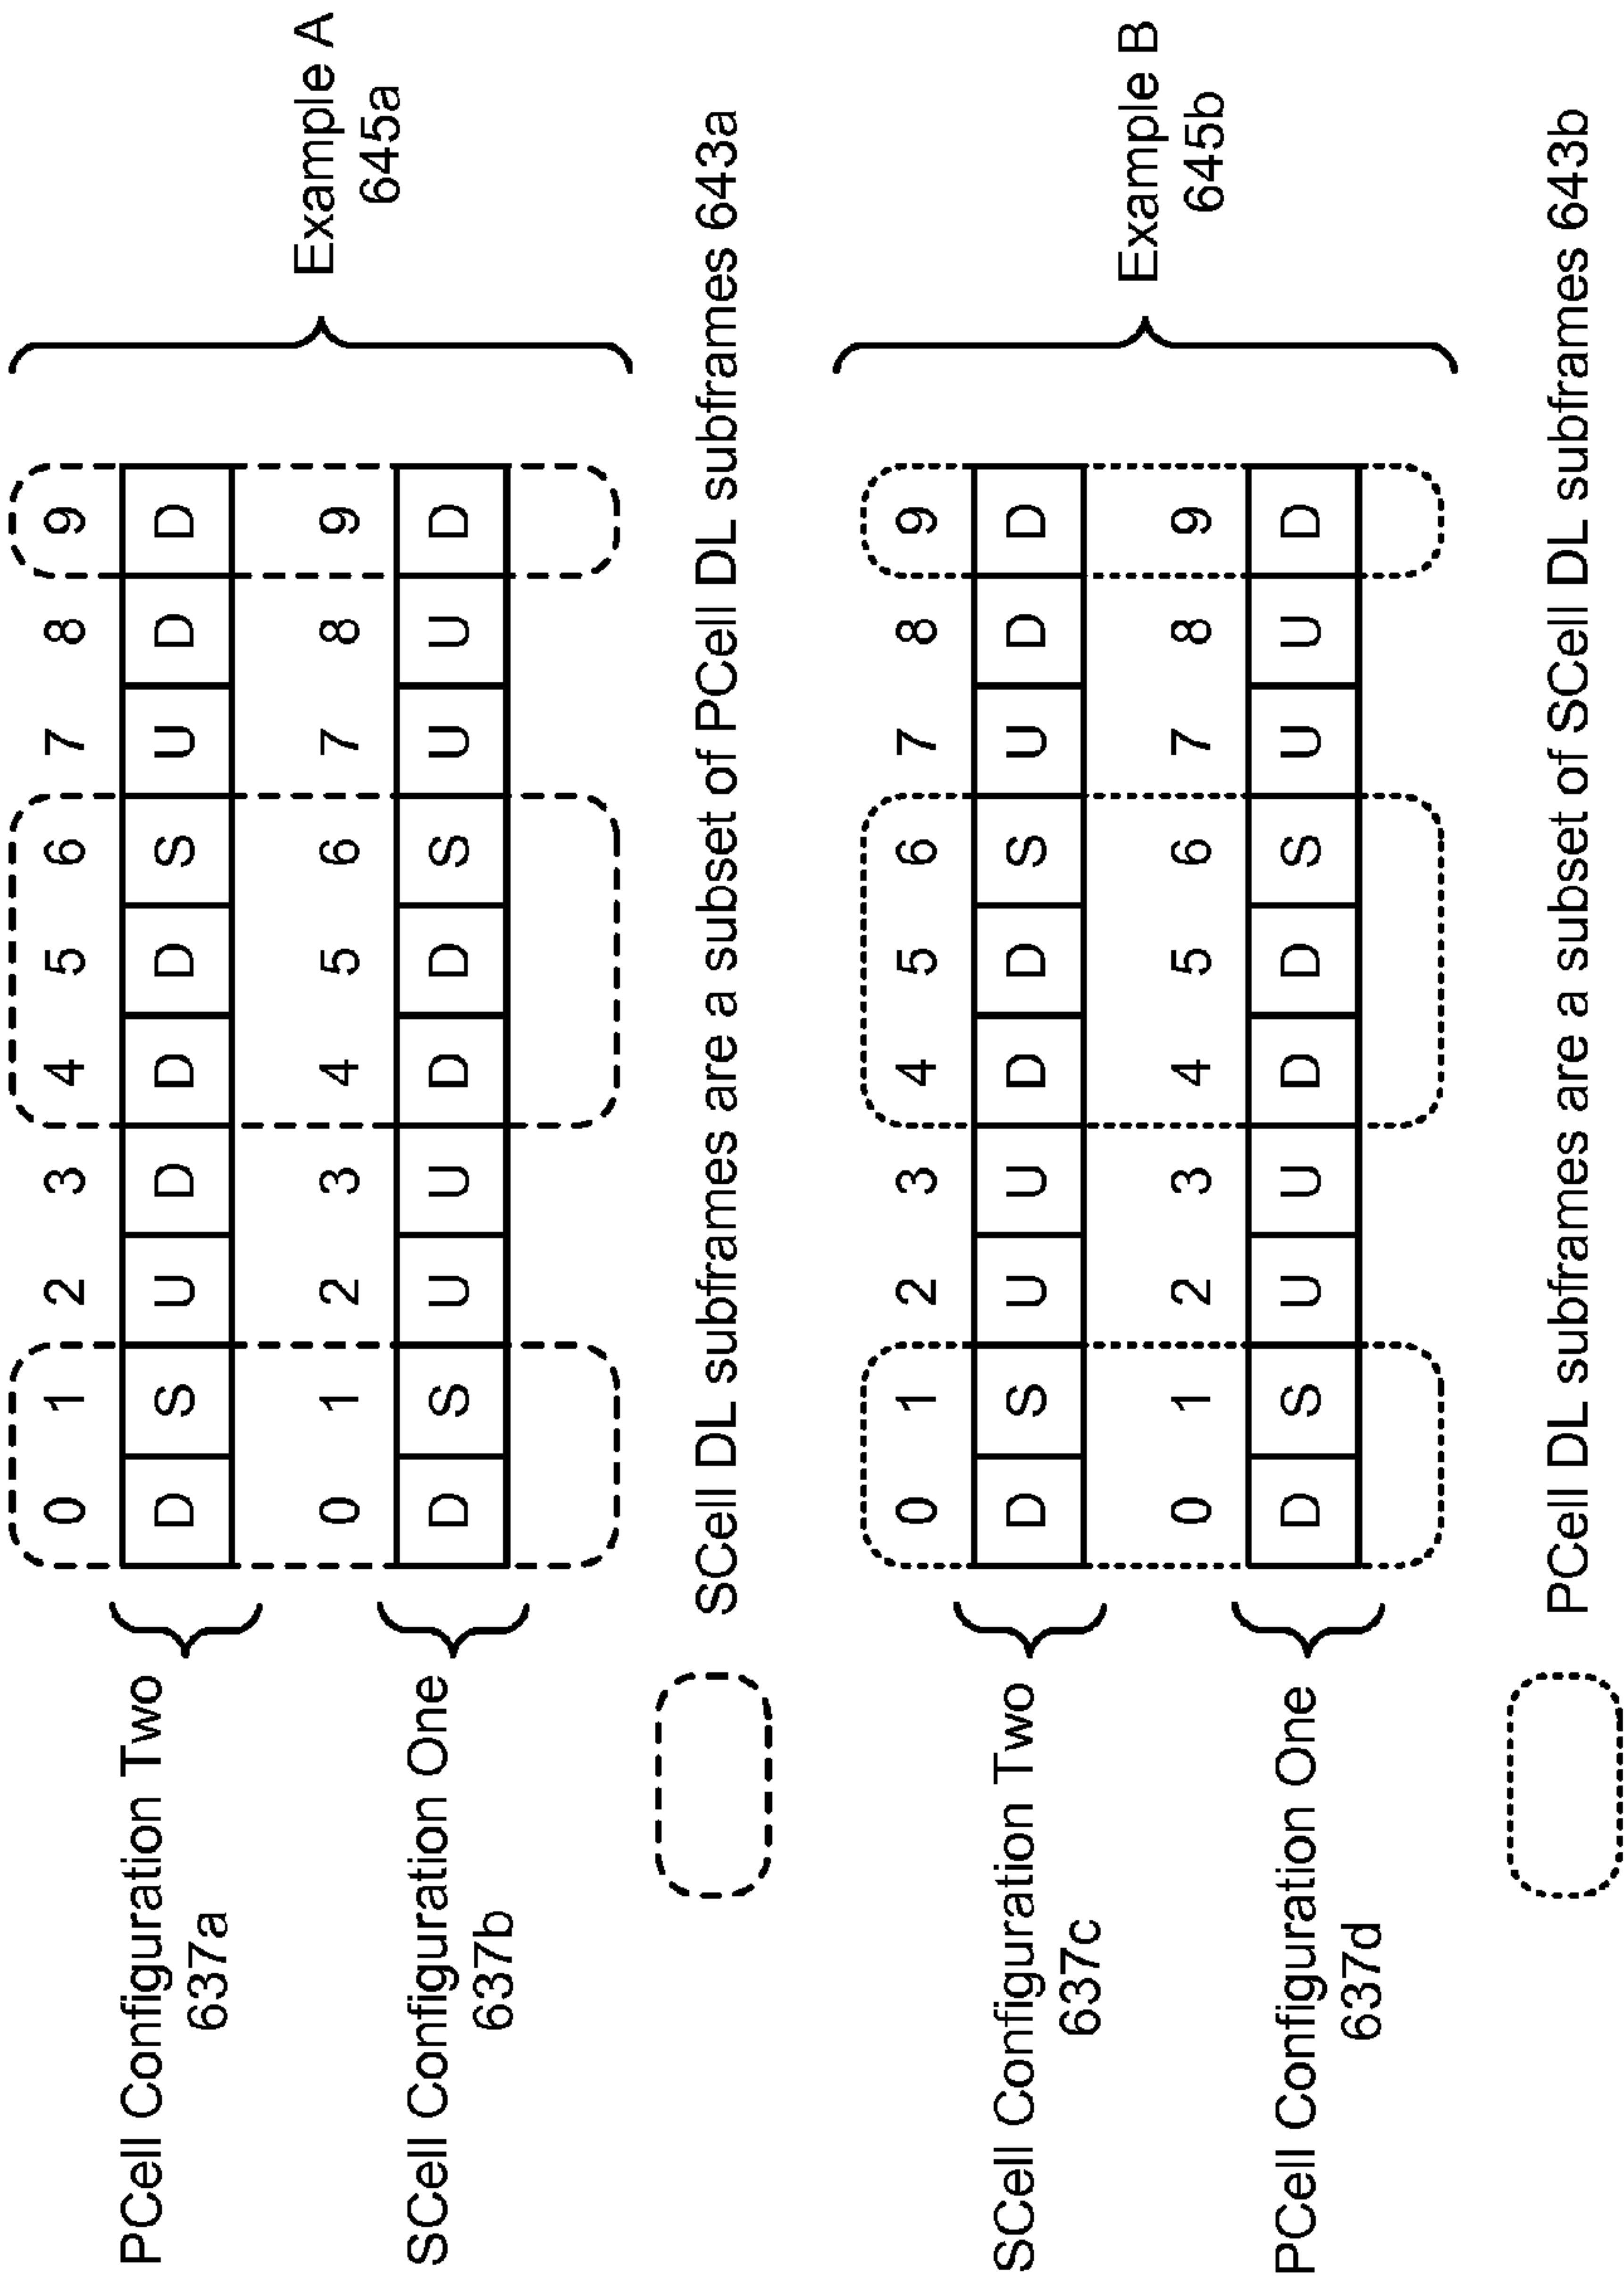 0 1 2 3 4 5 6 7 8 9
PCell Configuration Two
637a
D S U D D D S U D D
Example A
645a
0 1 2 3 4 5 6 7 8 9
SCell Configuration One
637b
D S U U D D S U U D
SCell DL subframes are a subset of PCell DL subframes 643a
0 1 2 3 4 5 6 7 8 9
SCell Configuration Two
637c
D S U U D D S U D D
Example B
645b
0 1 2 3 4 5 6 7 8 9
PCell Configuration One
637d
D S U U D D S U U D
PCell DL subframes are a subset of SCell DL subframes 643b